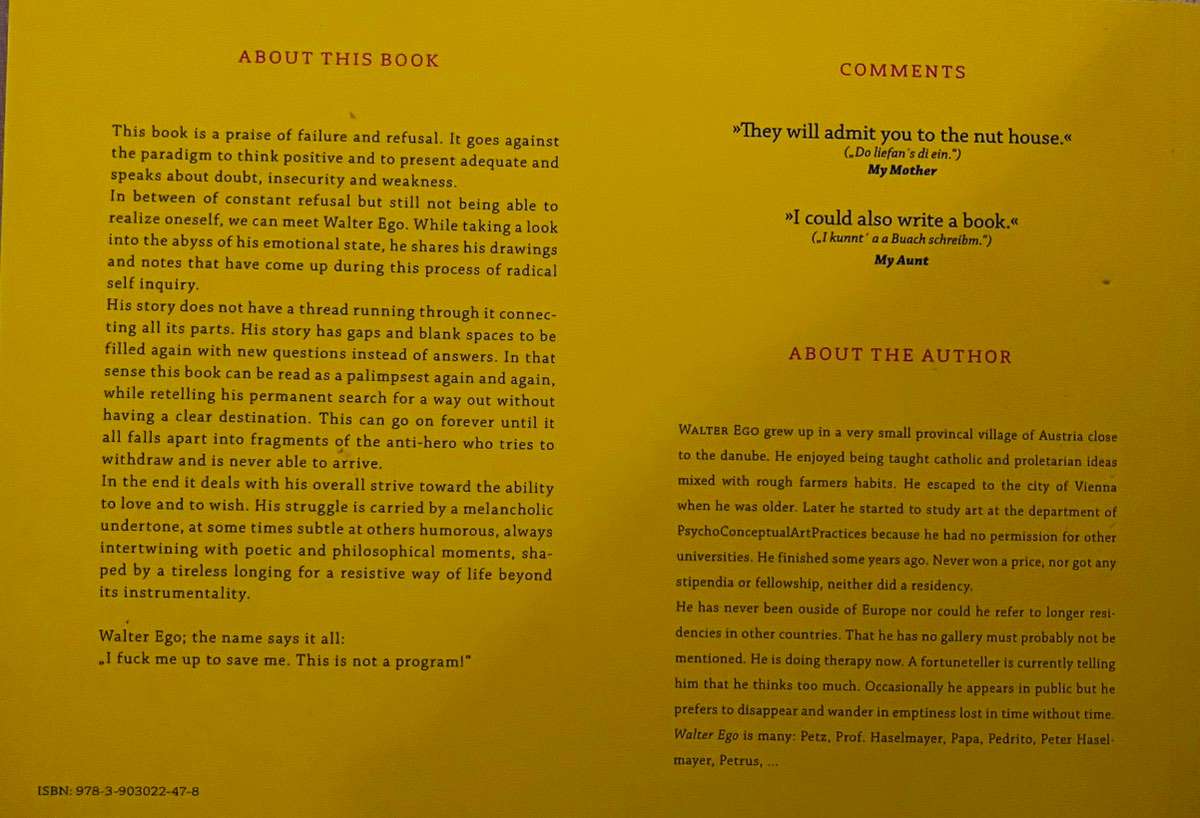 ABOUT THIS BOOK
This book is a praise of failure and refusal. It goes against
the paradigm to think positive and to present adequate and
speaks about doubt, insecurity and weakness.
In between of constant refusal but still not being able to
realize oneself, we can meet Walter Ego. While taking a look
into the abyss of his emotional state, he shares his drawings
and notes that have come up during this process of radical
self inquiry.
His story does not have a thread running through it connec-
ting all its parts. His story has gaps and blank spaces to be
filled again with new questions instead of answers. In that
sense this book can be read as a palimpsest again and again,
while retelling his permanent search for a way out without
having a clear destination. This can go on forever until it
all falls apart into fragments of the anti-hero who tries to
withdraw and is never able to arrive.
In the end it deals with his overall strive toward the ability
to love and to wish. His struggle is carried by a melancholic
undertone, at some times subtle at others humorous, always
intertwining with poetic and philosophical moments, sha-
ped by a tireless longing for a resistive way of life beyond
its instrumentality.
Walter Ego; the name says it all:
„I fuck me up to save me. This is not a program!“
ISBN: 978-3-903022-47-8
COMMENTS
»They will admit you to the nut house.«
(„Do liefan´s di ein.“)
My Mother
»I could also write a book.«
(„I kunnt´ a a Buach schreibm.“)
My Aunt
ABOUT THE AUTHOR
WALTER EGO grew up in a very small provincal village of Austria close
to the danube. He enjoyed being taught catholic and proletarian ideas
mixed with rough farmers habits. He escaped to the city of Vienna
when he was older. Later he started to study art at the department of
PsychoConceptualArtPractices because he had no permission for other
universities. He finished some years ago. Never won a price, nor got any
stipendia or fellowship, neither did a residency.
He has never been ouside of Europe nor could he refer to longer resi-
dencies in other countries. That he has no gallery must probably not be
mentioned. He is doing therapy now. A fortuneteller is currently telling
him that he thinks too much. Occasionally he appears in public but he
prefers to disappear and wander in emptiness lost in time without time.
Walter Ego is many: Petz, Prof. Haselmayer, Papa, Pedrito, Peter Hasel-
mayer, Petrus, ...